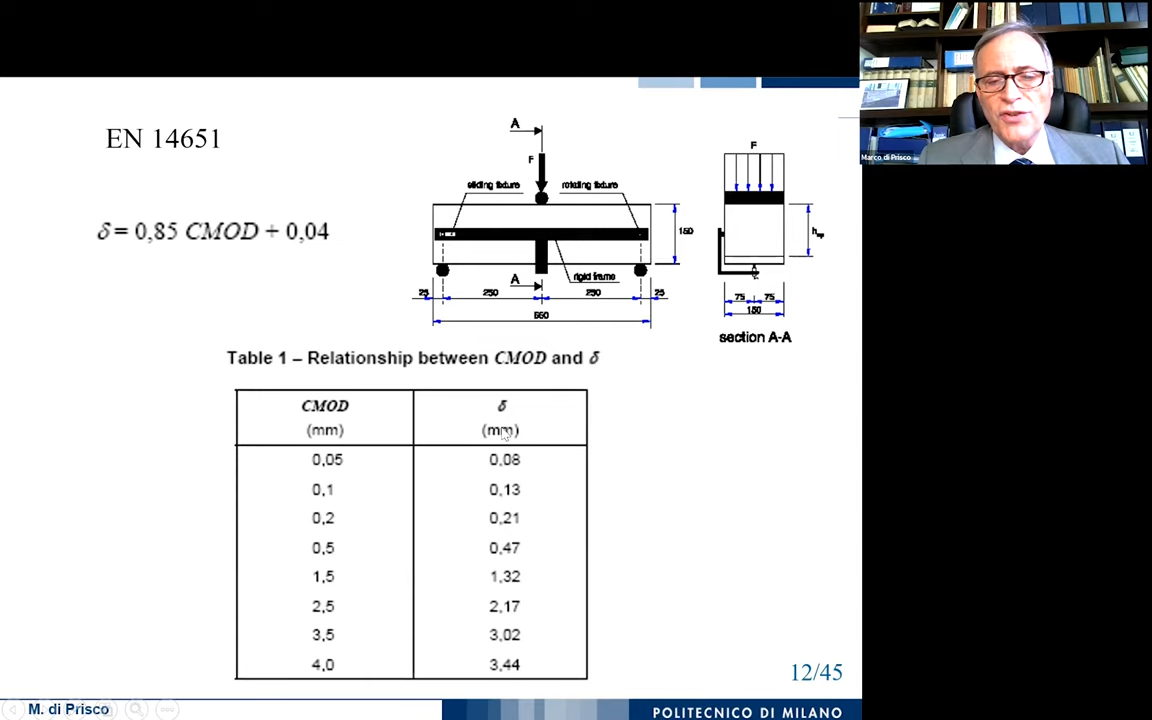 Marco di Prisco
EN 14651
δ = 0,85 CMOD + 0,04
A
F
sliding fixture
rotating fixture
150
A
rigid frame
25
250
250
25
550
F
75
75
150
section A-A
Table 1 – Relationship between CMOD and δ
CMOD δ
(mm) (mm)
0,05 0,08
0,1 0,13
0,2 0,21
0,5 0,47
1,5 1,32
2,5 2,17
3,5 3,02
4,0 3,44
12/45
M. di Prisco
POLITECNICO DI MILANO